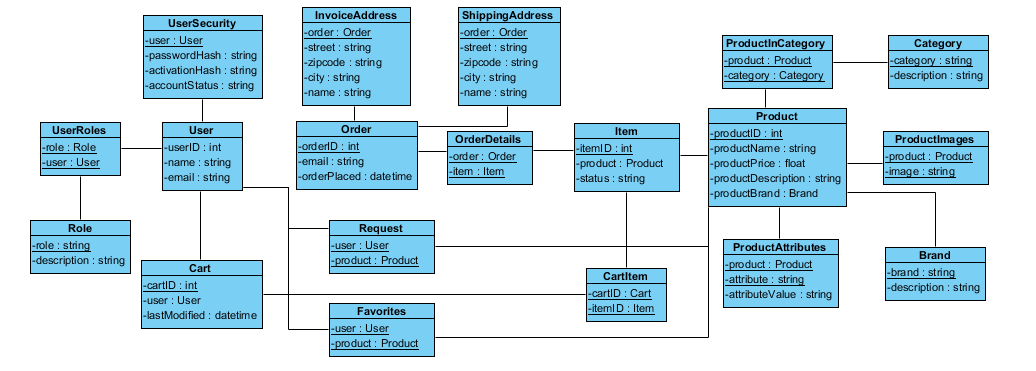 UserSecurity
-user : User
-passwordHash : string
-activationHash : string
-accountStatus : string
InvoiceAddress
-order : Order
-street : string
-zipcode : string
-city : string
-name : string
ShippingAddress
-order : Order
-street : string
-zipcode : string
-city : string
-name : string
ProductInCategory
-product : Product
-category : Category
Category
-category : string
-description : string
UserRoles
-role : Role
-user : User
User
-userID : int
-name : string
-email : string
Order
-orderID : int
-email : string
-orderPlaced : datetime
OrderDetails
-order : Order
-item : Item
Item
-itemID : int
-product : Product
-status : string
Product
-productID : int
-productName : string
-productPrice : float
-productDescription : string
-productBrand : Brand
ProductImages
-product : Product
-image : string
Role
-role : string
-description : string
Request
-user : User
-product : Product
Cart
-cartID : int
-user : User
-lastModified : datetime
CartItem
-cartID : Cart
-itemID : Item
ProductAttributes
-product : Product
-attribute : string
-attributeValue : string
Brand
-brand : string
-description : string
Favorites
-user : User
-product : Product